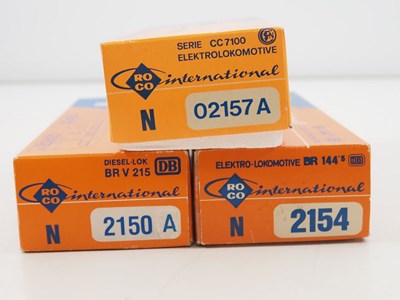 SERIE CC 7100
ELEKTROLOKOMOTIVE
ROCO international
N 02157 A
DIESEL-LOK
BR V 215 DB
ROCO international
N 2150 A
ELEKTRO-LOKOMOTIVE BR 144⁵ DB
ROCO international
N 2154